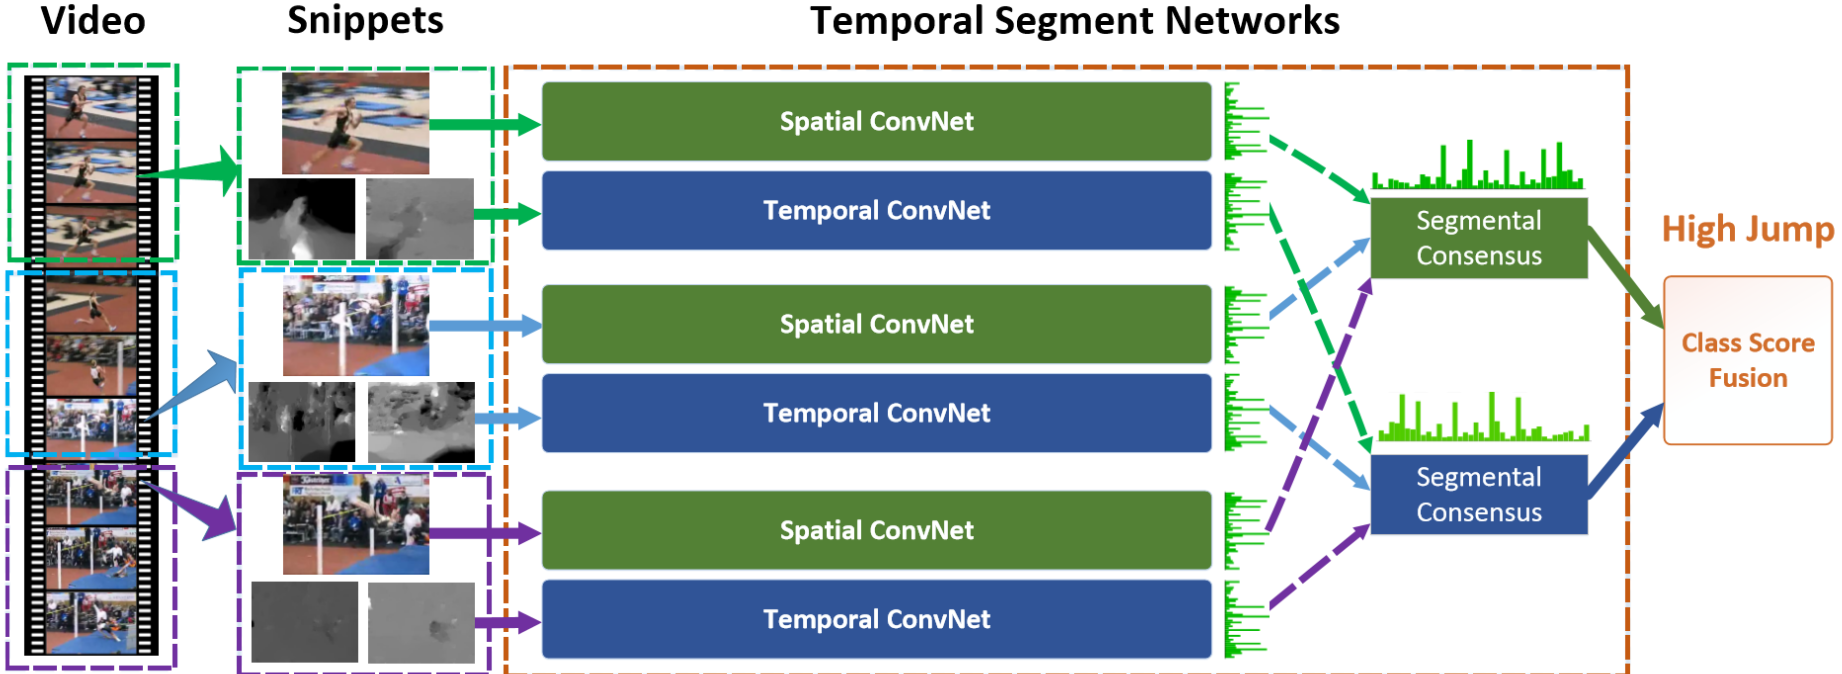 Video
Snippets
Temporal Segment Networks
Spatial ConvNet
Temporal ConvNet
Spatial ConvNet
Temporal ConvNet
Spatial ConvNet
Temporal ConvNet
Segmental
Consensus
Segmental
Consensus
High Jump
Class Score
Fusion